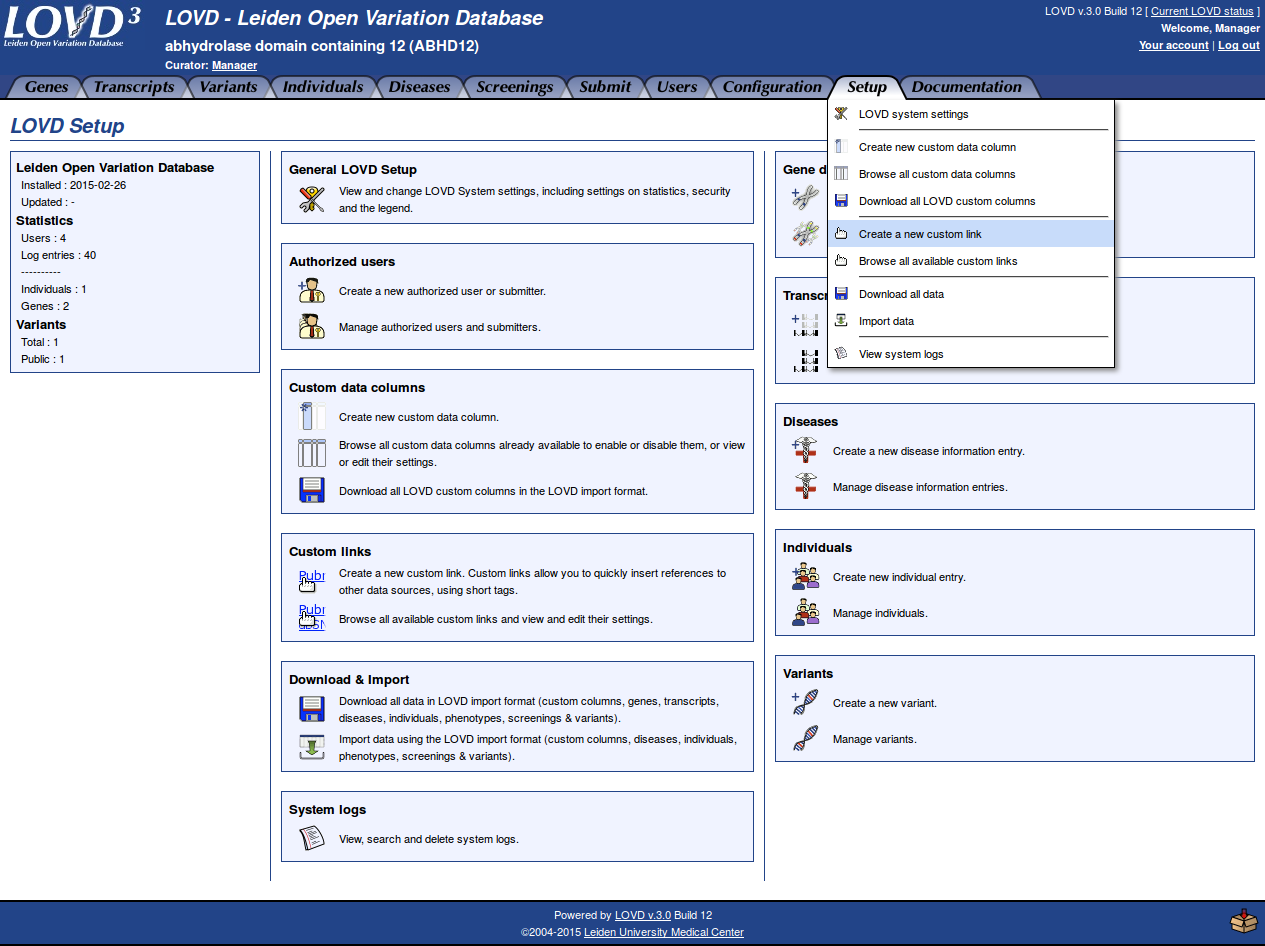 LOVD 3
Leiden Open Variation Database
LOVD - Leiden Open Variation Database
abhydrolase domain containing 12 (ABHD12)
Curator: Manager
LOVD v.3.0 Build 12 [ Current LOVD status ]
Welcome, Manager
Your account | Log out
Genes Transcripts Variants Individuals Diseases Screenings Submit Users Configuration Setup Documentation
LOVD system settings
Create new custom data column
Browse all custom data columns
Download all LOVD custom columns
Create a new custom link
Browse all available custom links
Download all data
Import data
View system logs
LOVD Setup
Leiden Open Variation Database
Installed : 2015-02-26
Updated : -
Statistics
Users : 4
Log entries : 40
----------
Individuals : 1
Genes : 2
Variants
Total : 1
Public : 1
General LOVD Setup
View and change LOVD System settings, including settings on statistics, security
and the legend.
Authorized users
Create a new authorized user or submitter.
Manage authorized users and submitters.
Custom data columns
Create new custom data column.
Browse all custom data columns already available to enable or disable them, or view
or edit their settings.
Download all LOVD custom columns in the LOVD import format.
Custom links
Pubr
Create a new custom link. Custom links allow you to quickly insert references to
other data sources, using short tags.
Pubr
Browse all available custom links and view and edit their settings.
Download & Import
Download all data in LOVD import format (custom columns, genes, transcripts,
diseases, individuals, phenotypes, screenings & variants).
Import data using the LOVD import format (custom columns, diseases, individuals,
phenotypes, screenings & variants).
System logs
View, search and delete system logs.
Gene d
Transcr
Diseases
Create a new disease information entry.
Manage disease information entries.
Individuals
Create new individual entry.
Manage individuals.
Variants
Create a new variant.
Manage variants.
Powered by LOVD v.3.0 Build 12
©2004-2015 Leiden University Medical Center